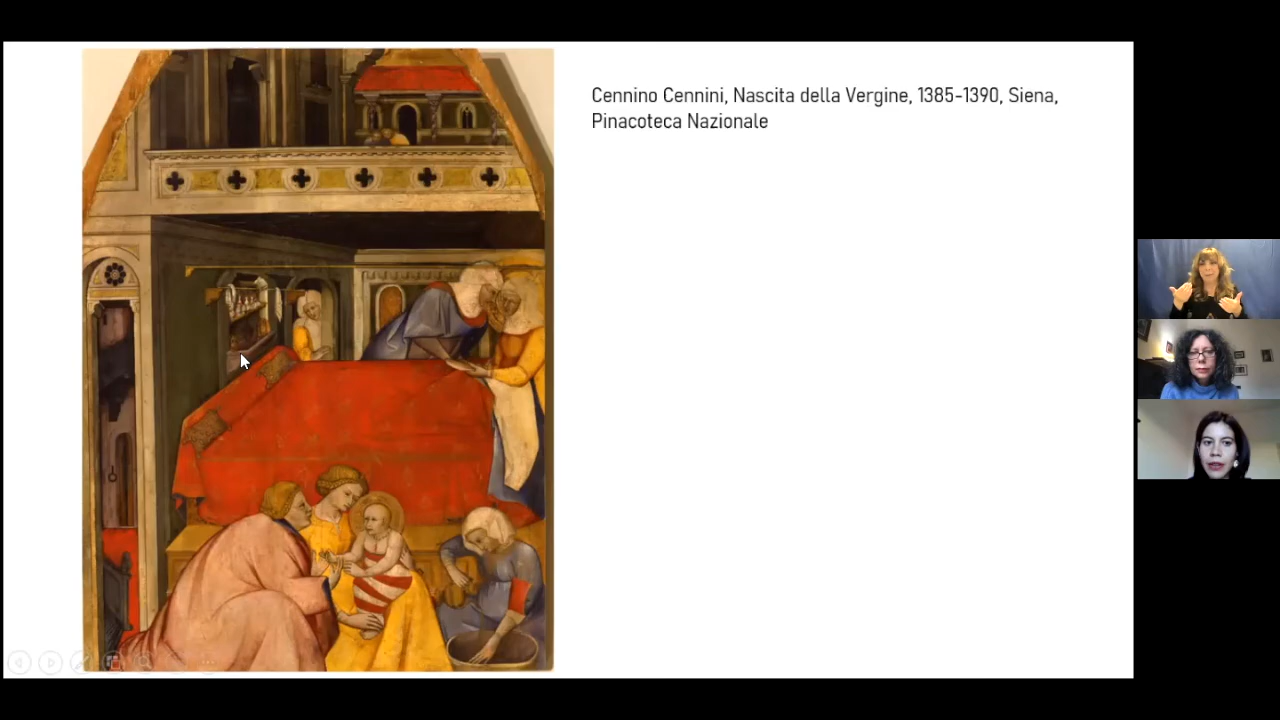 Cennino Cennini, Nascita della Vergine, 1385-1390, Siena,
Pinacoteca Nazionale